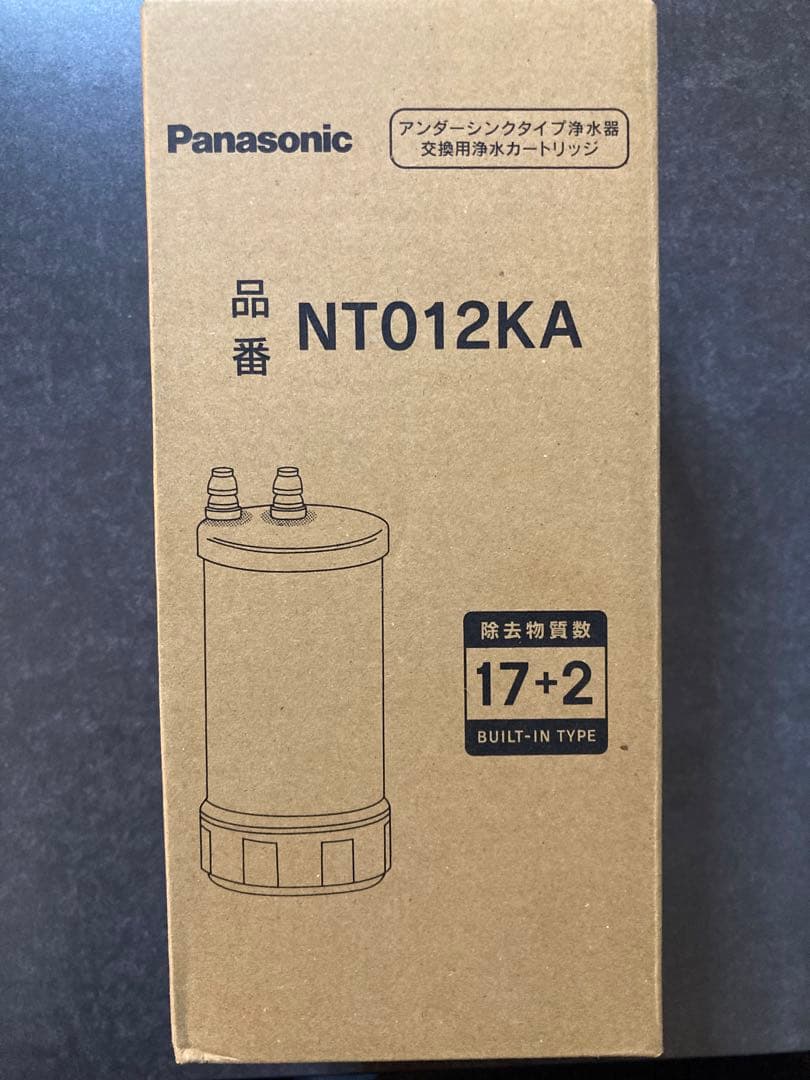 Panasonic
アンダーシンクタイプ浄水器
交換用浄水カートリッジ
品番 NT012KA
除去物質数
17+2
BUILT-IN TYPE